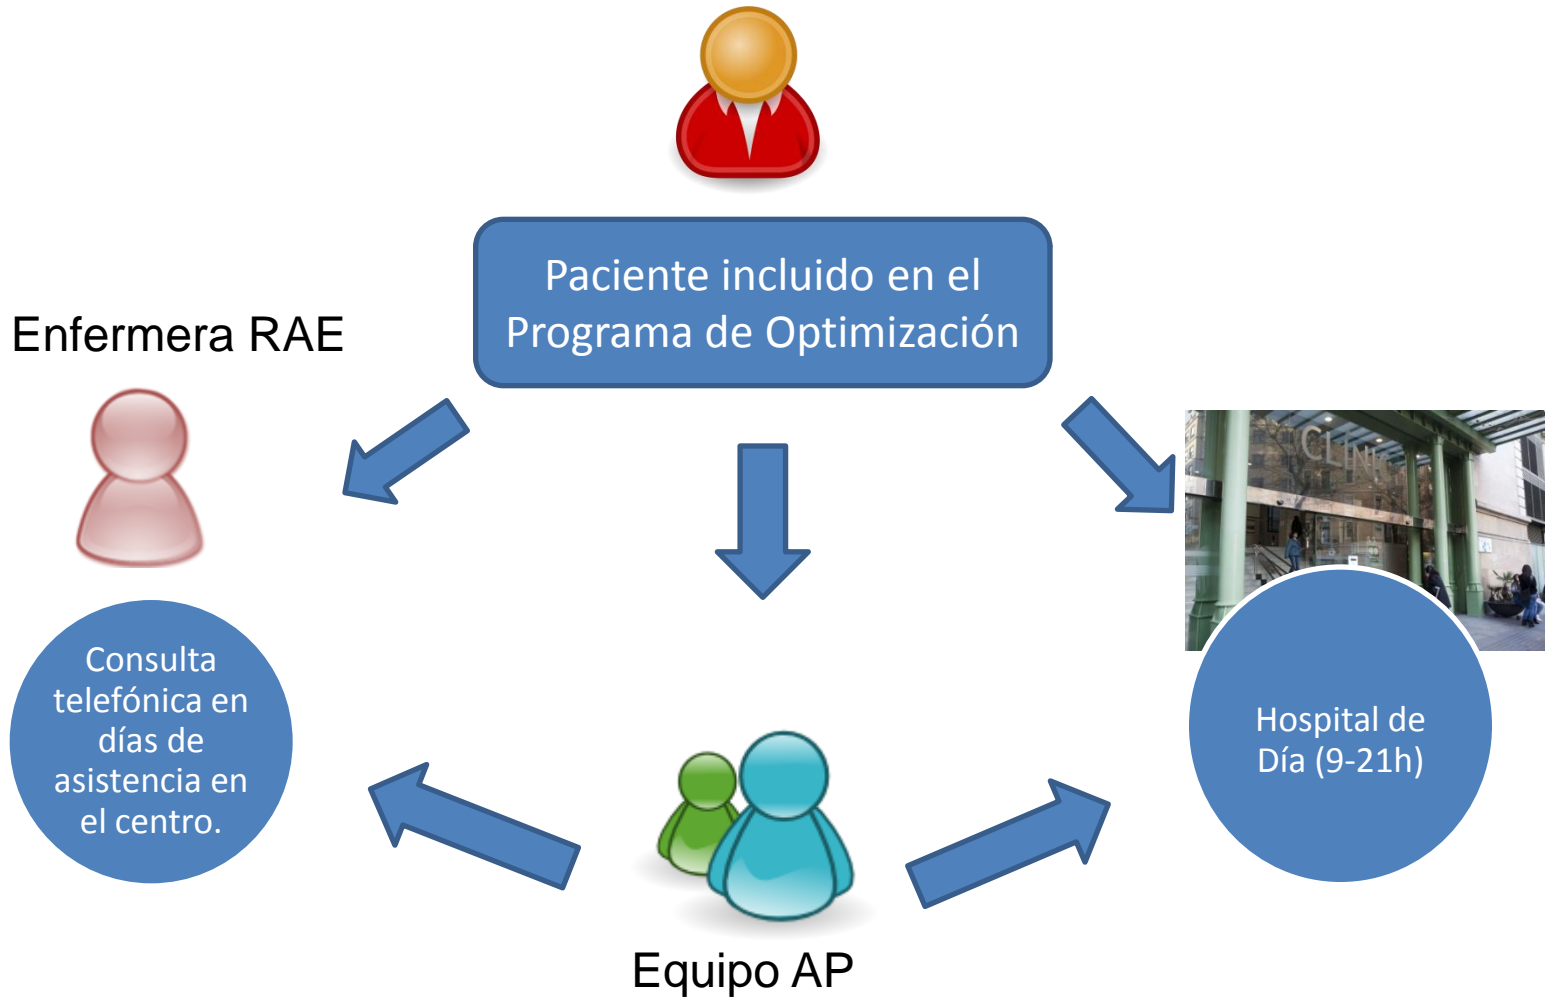 Paciente incluido en el
Programa de Optimización
Enfermera RAE
CLINI
Consulta
telefónica en
días de
asistencia en
el centro.
Hospital de
Día (9-21h)
Equipo AP